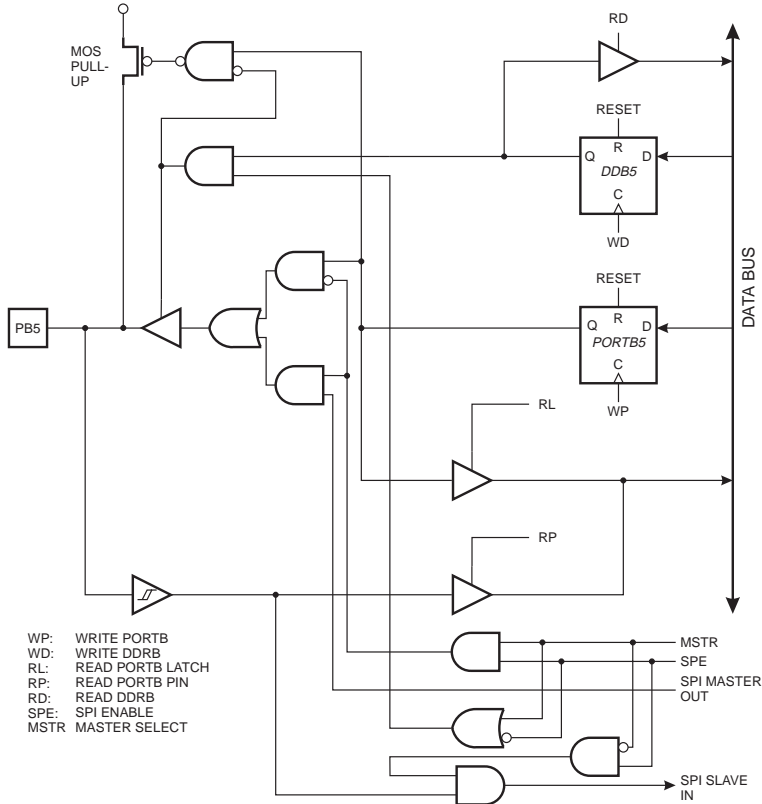 RD
MOS
PULL-
UP
RESET
R
Q
D
DDB5
C
WD
RESET
R
Q
D
PORTB5
C
WP
DATA BUS
PB5
RL
RP
WP: WRITE PORTB
WD: WRITE DDRB
RL: READ PORTB LATCH
RP: READ PORTB PIN
RD: READ DDRB
SPE: SPI ENABLE
MSTR MASTER SELECT
MSTR
SPE
SPI MASTER
OUT
SPI SLAVE
IN